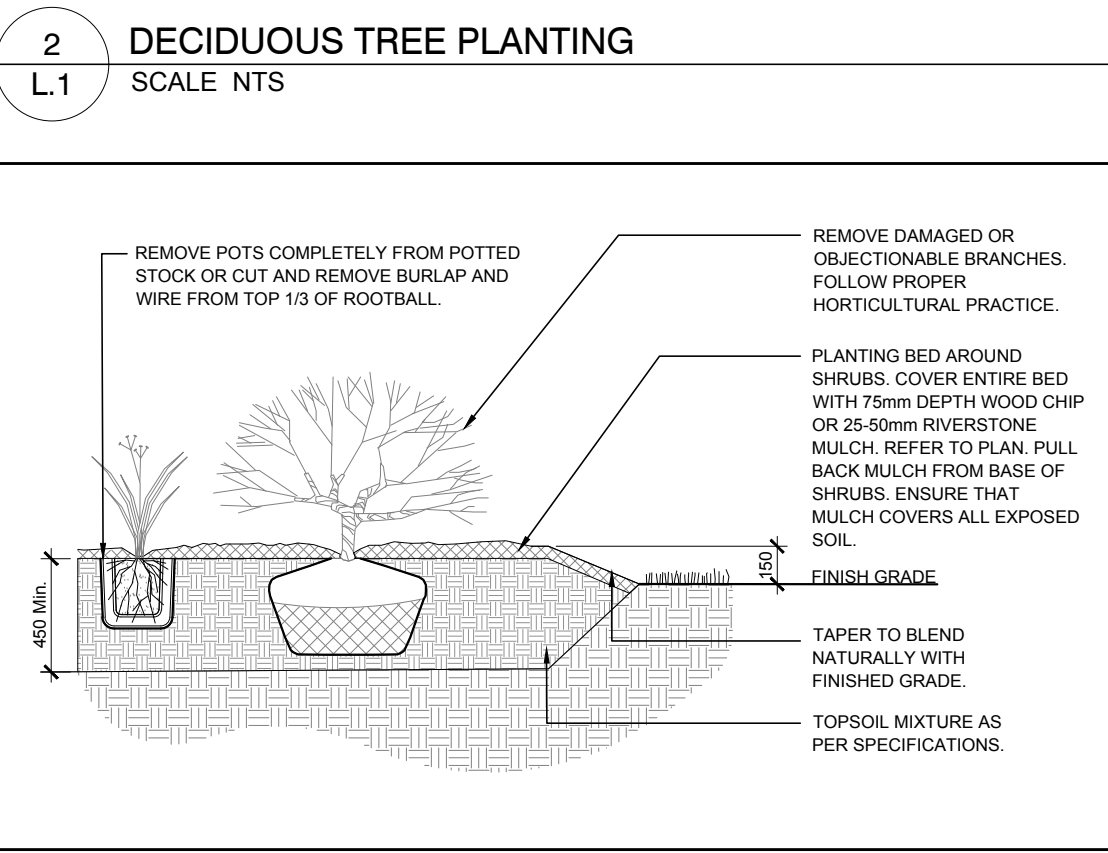 2
L.1
DECIDUOUS TREE PLANTING
SCALE NTS
REMOVE POTS COMPLETELY FROM POTTED
STOCK OR CUT AND REMOVE BURLAP AND
WIRE FROM TOP 1/3 OF ROOTBALL.
REMOVE DAMAGED OR
OBJECTIONABLE BRANCHES.
FOLLOW PROPER
HORTICULTURAL PRACTICE.
PLANTING BED AROUND
SHRUBS. COVER ENTIRE BED
WITH 75mm DEPTH WOOD CHIP
OR 25-50mm RIVERSTONE
MULCH. REFER TO PLAN. PULL
BACK MULCH FROM BASE OF
SHRUBS. ENSURE THAT
MULCH COVERS ALL EXPOSED
SOIL.
150
FINISH GRADE
450 Min.
TAPER TO BLEND
NATURALLY WITH
FINISHED GRADE.
TOPSOIL MIXTURE AS
PER SPECIFICATIONS.